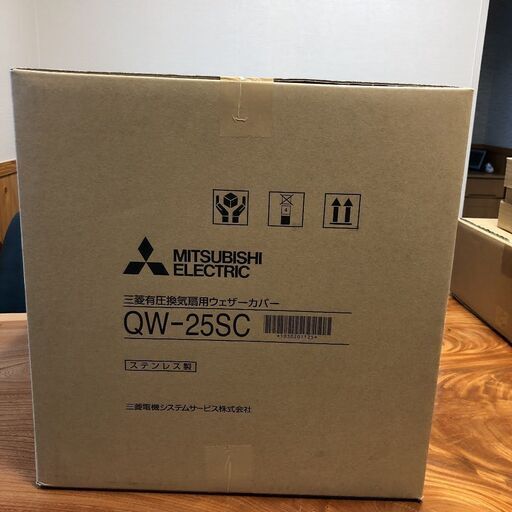 4
MITSUBISHI
ELECTRIC
三菱有圧換気扇用ウェザーカバー
QW-25SC
ステンレス製
三菱電機システムサービス株式会社